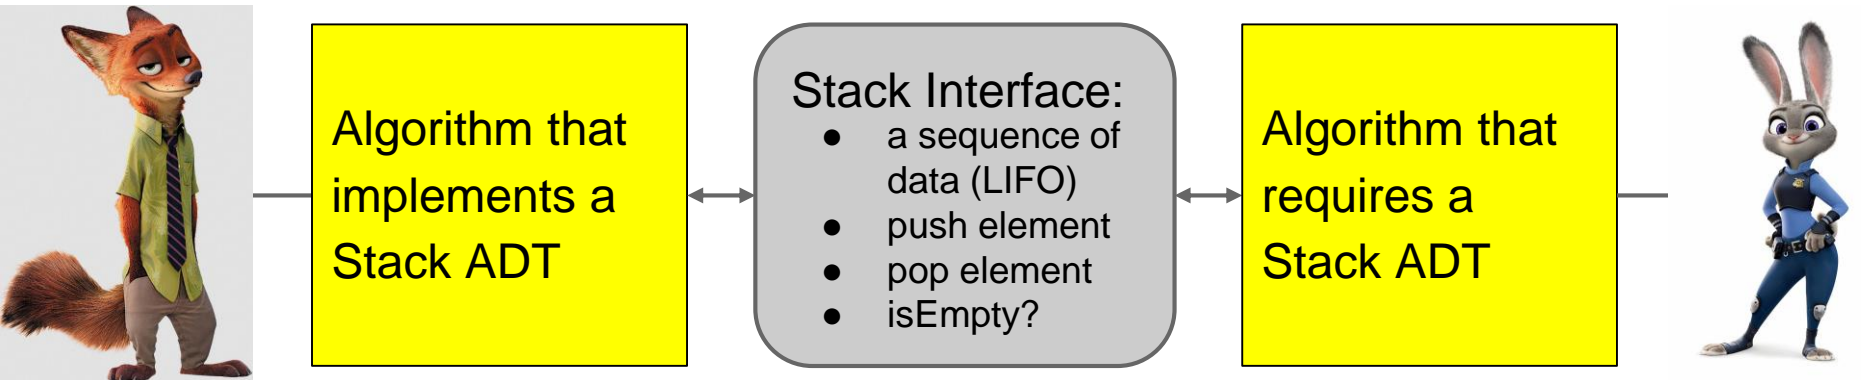 Algorithm that
implements a
Stack ADT
Stack Interface:
● a sequence of
data (LIFO)
● push element
● pop element
● isEmpty?
Algorithm that
requires a
Stack ADT